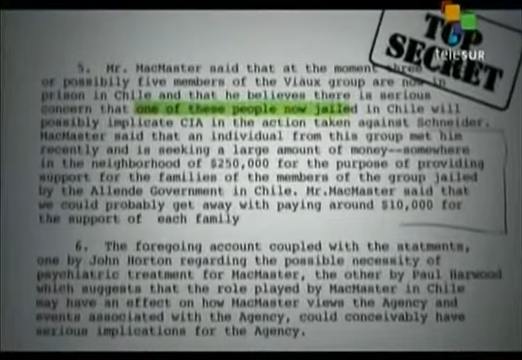 TOP
SECRET
teleSUR
5. Mr. MacMaster said that at the moment three
or possibily five members of the Viaux group are now in
prison in Chile and that he believes there is serious
concern that one of these people now jailed in Chile will
possibly implicate CIA in the action taken against Schneider.
MacMaster said that an individual from this group met him
recently and is seeking a large amount of money--somewhere
in the neighborhood of $250,000 for the purpose of providing
support for the families of the members of the group jailed
by the Allende Government in Chile. Mr.MacMaster said that
we could probably get away with paying around $10,000 for
the support of each family
6. The foregoing account coupled with the statments,
one by John Horton regarding the possible necessity of
psychiatric treatment for MacMaster, the other by Paul Harwood
which suggests that the role played by MacMaster in Chile
may have an effect on how MacMaster views the Agency and
events associated with the Agency, could conceivably have
serious implications for the Agency.